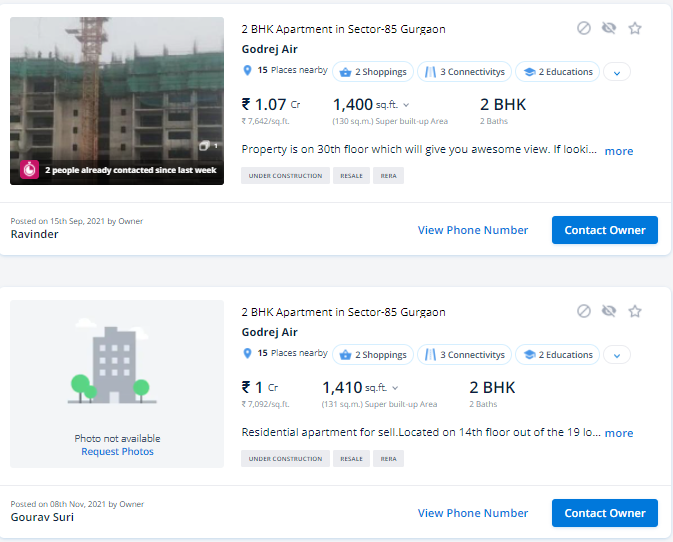 2 BHK Apartment in Sector-85 Gurgaon
Godrej Air
15 Places nearby 2 Shoppings 3 Connectivitys 2 Educations
₹ 1.07 Cr 1,400 sq.ft. 2 BHK
₹ 7,642/sq.ft. (130 sq.m.) Super built-up Area 2 Baths
1
Property is on 30th floor which will give you awesome view. If looki... more
2 people already contacted since last week
UNDER CONSTRUCTION RESALE RERA
Posted on 15th Sep, 2021 by Owner
Ravinder
View Phone Number Contact Owner
2 BHK Apartment in Sector-85 Gurgaon
Godrej Air
15 Places nearby 2 Shoppings 3 Connectivitys 2 Educations
₹ 1 Cr 1,410 sq.ft. 2 BHK
₹ 7,092/sq.ft. (131 sq.m.) Super built-up Area 2 Baths
Photo not available
Request Photos
Residential apartment for sell.Located on 14th floor out of the 19 lo... more
UNDER CONSTRUCTION RESALE RERA
Posted on 08th Nov, 2021 by Owner
Gourav Suri
View Phone Number Contact Owner